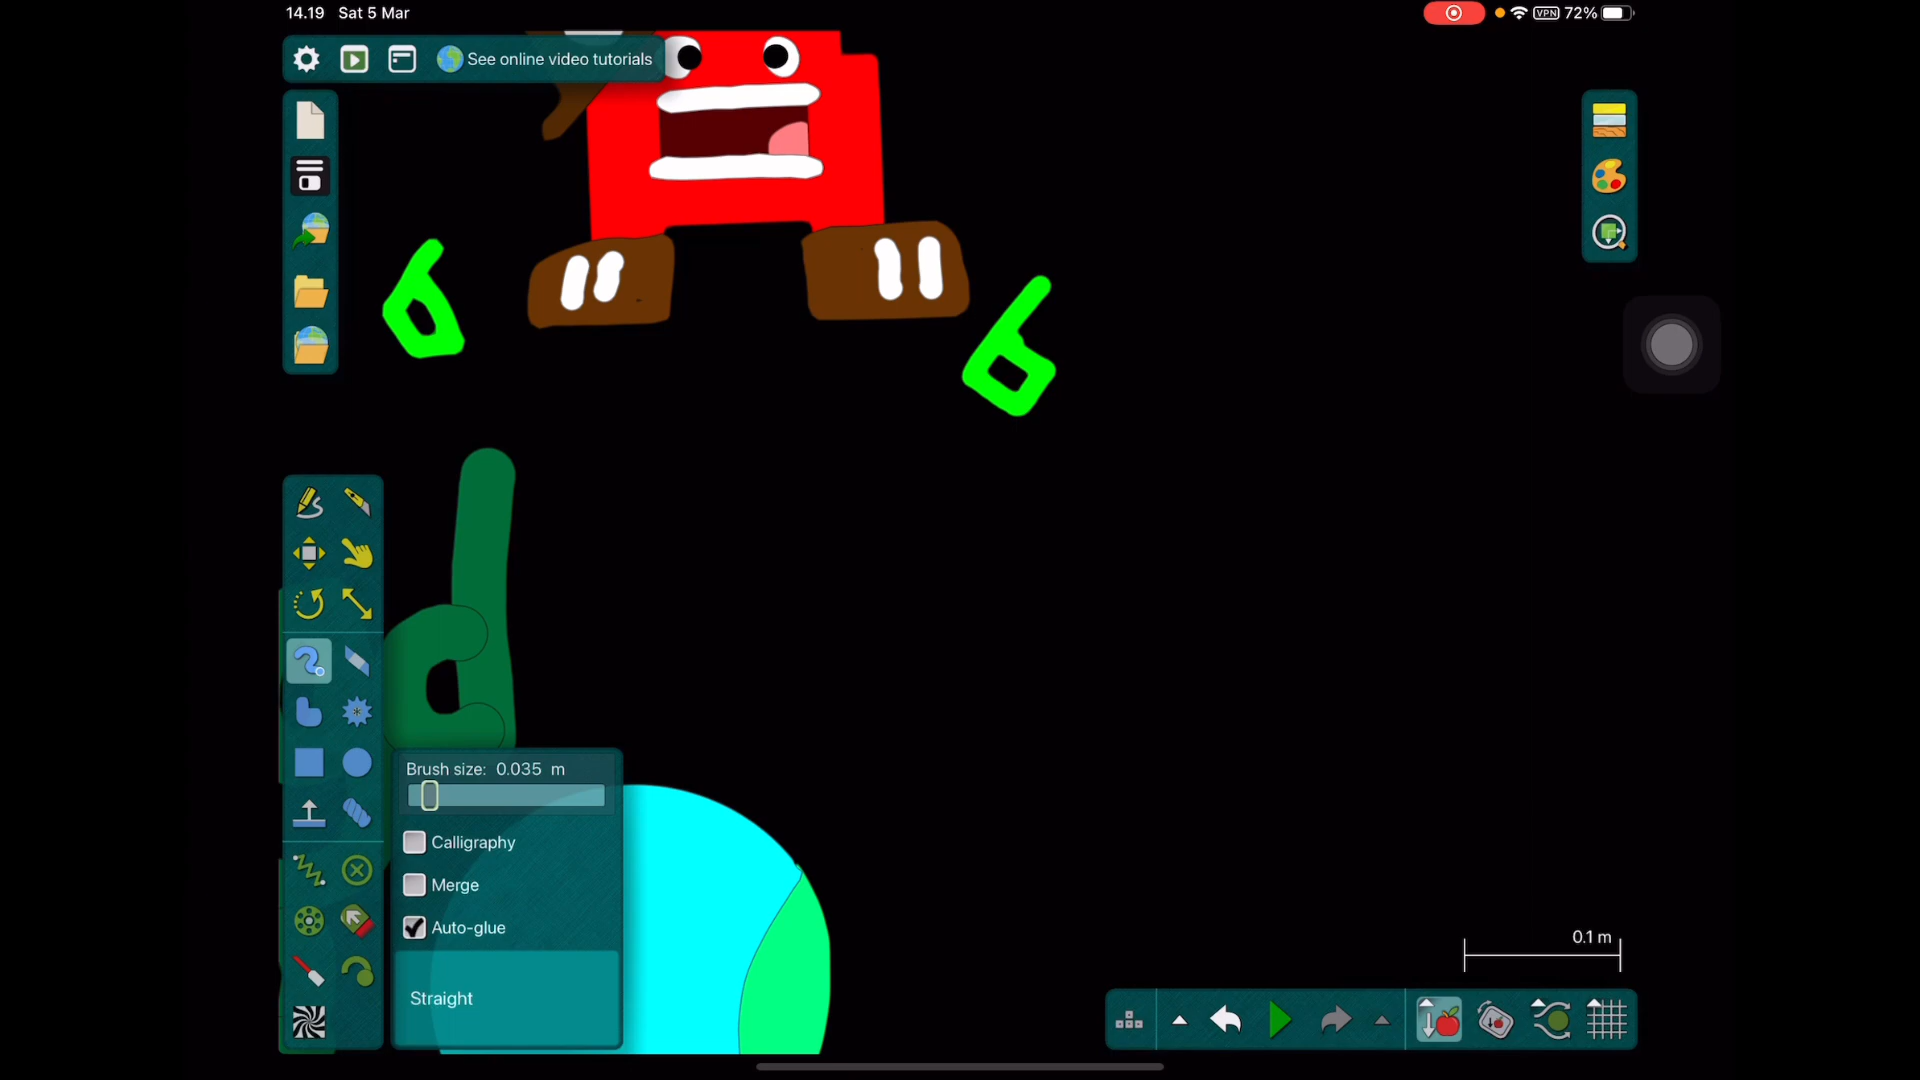 14.19 Sat 5 Mar
VPN 72%
See online video tutorials
Brush size: 0.035 m
Calligraphy
Merge
Auto-glue
Straight
0.1 m